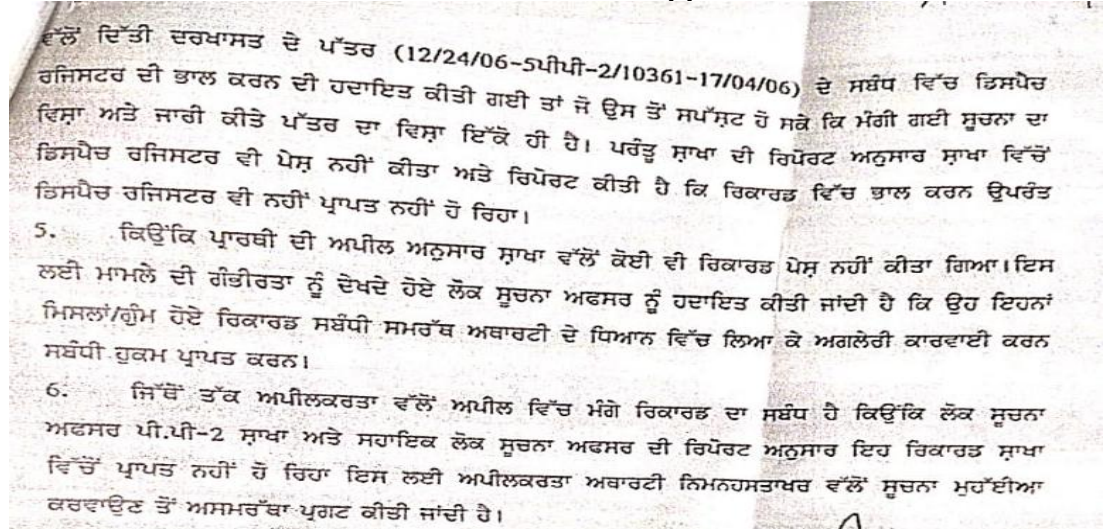 ਵੱਲੋਂ ਦਿੱਤੀ ਦਰਖਾਸਤ ਦੇ ਪੱਤਰ (12/24/06-5ਪੀਪੀ-2/10361-17/04/06) ਦੇ ਸਬੰਧ ਵਿੱਚ ਡਿਸਪੈਚ
ਰਜਿਸਟਰ ਦੀ ਭਾਲ ਕਰਨ ਦੀ ਹਦਾਇਤ ਕੀਤੀ ਗਈ ਤਾਂ ਜੋ ਉਸ ਤੋਂ ਸਪੱਸ਼ਟ ਹੋ ਸਕੇ ਕਿ ਮੰਗੀ ਗਈ ਸੂਚਨਾ ਦਾ
ਵਿਸ਼ਾ ਅਤੇ ਜਾਰੀ ਕੀਤੇ ਪੱਤਰ ਦਾ ਵਿਸ਼ਾ ਇੱਕੋ ਹੀ ਹੈ। ਪਰੰਤੂ ਸ਼ਾਖਾ ਦੀ ਰਿਪੋਰਟ ਅਨੁਸਾਰ ਸ਼ਾਖਾ ਵਿੱਚੋਂ
ਡਿਸਪੈਚ ਰਜਿਸਟਰ ਵੀ ਪੇਸ਼ ਨਹੀਂ ਕੀਤਾ ਅਤੇ ਰਿਪੋਰਟ ਕੀਤੀ ਹੈ ਕਿ ਰਿਕਾਰਡ ਵਿੱਚ ਭਾਲ ਕਰਨ ਉਪਰੰਤ
ਡਿਸਪੈਚ ਰਜਿਸਟਰ ਵੀ ਨਹੀਂ ਪ੍ਰਾਪਤ ਨਹੀਂ ਹੋ ਰਿਹਾ।
5. ਕਿਉਂਕਿ ਪ੍ਰਾਰਥੀ ਦੀ ਅਪੀਲ ਅਨੁਸਾਰ ਸ਼ਾਖਾ ਵੱਲੋਂ ਕੋਈ ਵੀ ਰਿਕਾਰਡ ਪੇਸ਼ ਨਹੀਂ ਕੀਤਾ ਗਿਆ।ਇਸ
ਲਈ ਮਾਮਲੇ ਦੀ ਗੰਭੀਰਤਾ ਨੂੰ ਦੇਖਦੇ ਹੋਏ ਲੋਕ ਸੂਚਨਾ ਅਫਸਰ ਨੂੰ ਹਦਾਇਤ ਕੀਤੀ ਜਾਂਦੀ ਹੈ ਕਿ ਉਹ ਇਹਨਾਂ
ਮਿਸਲਾਂ/ਗੁੰਮ ਹੋਏ ਰਿਕਾਰਡ ਸਬੰਧੀ ਸਮਰੱਥ ਅਥਾਰਟੀ ਦੇ ਧਿਆਨ ਵਿੱਚ ਲਿਆ ਕੇ ਅਗਲੇਰੀ ਕਾਰਵਾਈ ਕਰਨ
ਸਬੰਧੀ ਹੁਕਮ ਪ੍ਰਾਪਤ ਕਰਨ।
6. ਜਿੱਥੋਂ ਤੱਕ ਅਪੀਲਕਰਤਾ ਵੱਲੋਂ ਅਪੀਲ ਵਿੱਚ ਮੰਗੇ ਰਿਕਾਰਡ ਦਾ ਸਬੰਧ ਹੈ ਕਿਉਂਕਿ ਲੋਕ ਸੂਚਨਾ
ਅਫਸਰ ਪੀ.ਪੀ-2 ਸ਼ਾਖਾ ਅਤੇ ਸਹਾਇਕ ਲੋਕ ਸੂਚਨਾ ਅਫਸਰ ਦੀ ਰਿਪੋਰਟ ਅਨੁਸਾਰ ਇਹ ਰਿਕਾਰਡ ਸ਼ਾਖਾ
ਵਿੱਚੋਂ ਪ੍ਰਾਪਤ ਨਹੀਂ ਹੋ ਰਿਹਾ ਇਸ ਲਈ ਅਪੀਲਕਰਤਾ ਅਥਾਰਟੀ ਨਿਮਨਹਸਤਾਖਰ ਵੱਲੋਂ ਸੂਚਨਾ ਮੁਹੱਈਆ
ਕਰਵਾਉਣ ਤੋਂ ਅਸਮਰੱਥਾ ਪ੍ਰਗਟ ਕੀਤੀ ਜਾਂਦੀ ਹੈ।